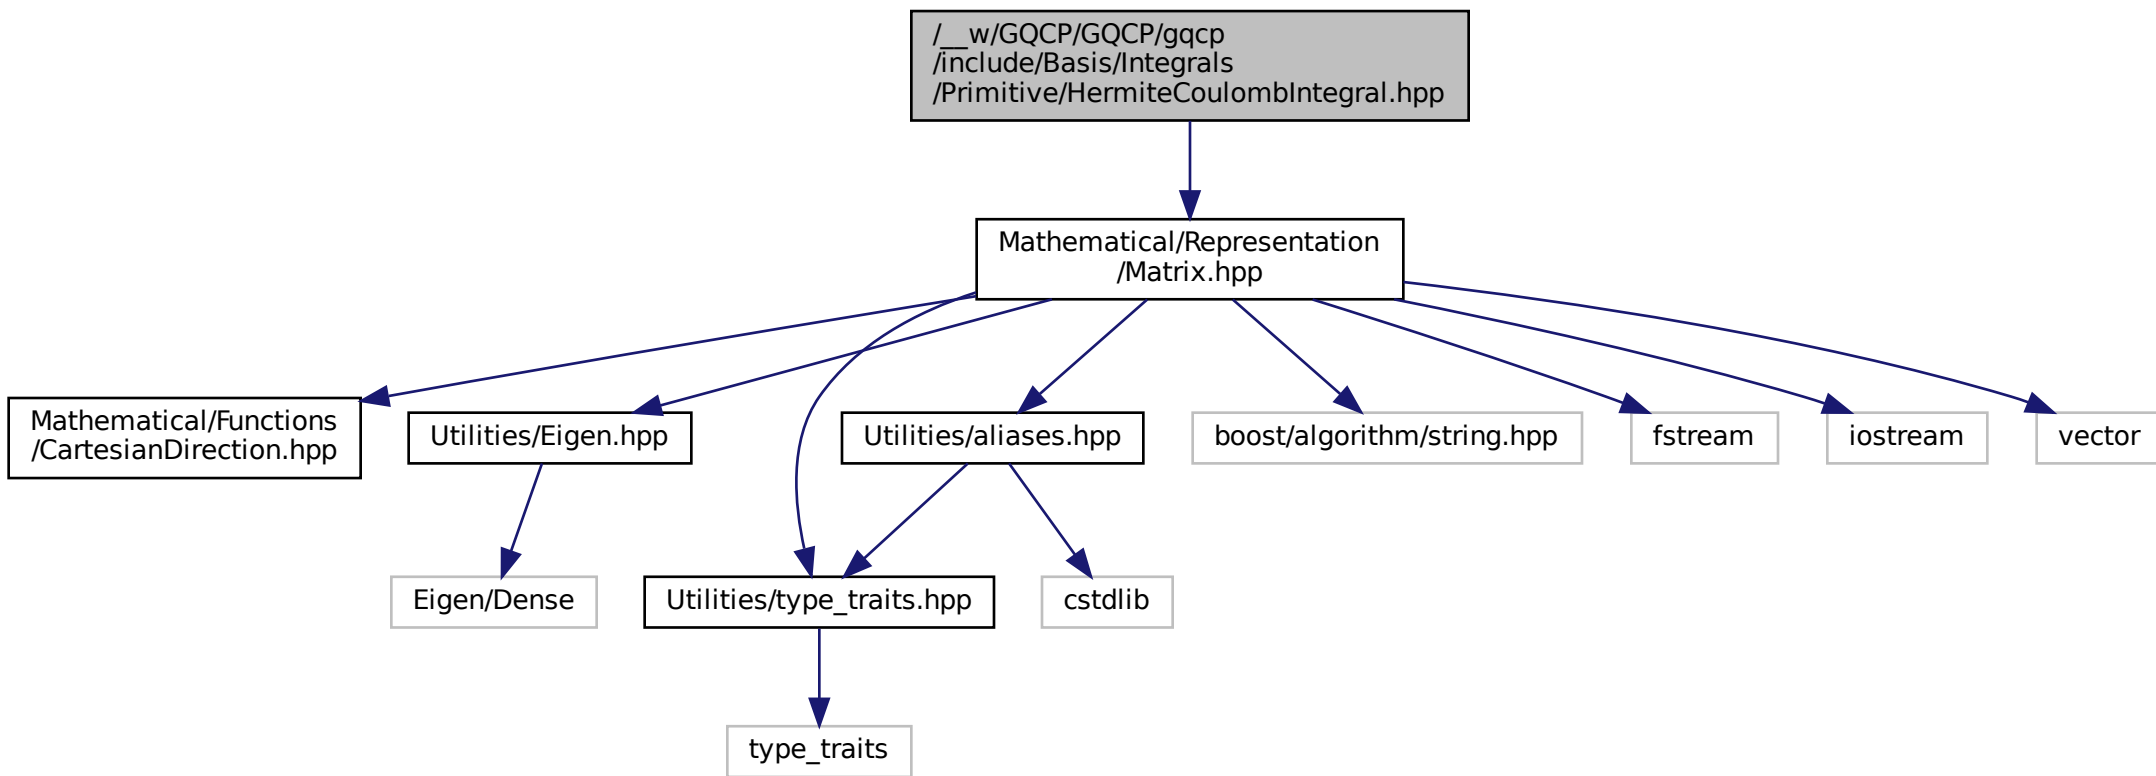 /__w/GQCP/GQCP/gqcp
/include/Basis/Integrals
/Primitive/HermiteCoulombIntegral.hpp
Mathematical/Representation
/Matrix.hpp
Mathematical/Functions
/CartesianDirection.hpp
Utilities/Eigen.hpp
Utilities/aliases.hpp
boost/algorithm/string.hpp
fstream
iostream
vector
Eigen/Dense
Utilities/type_traits.hpp
cstdlib
type_traits